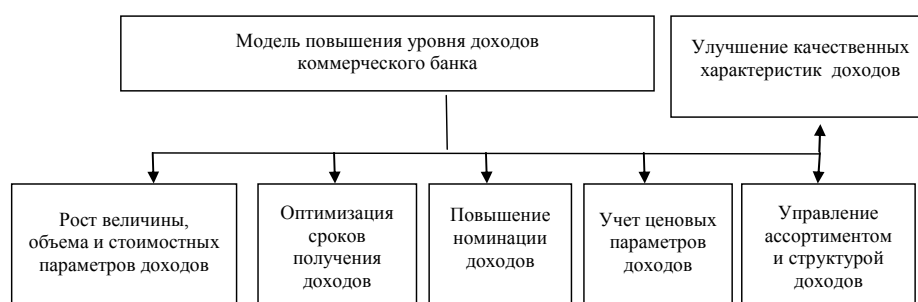 Модель повышения уровня доходов
коммерческого банка
Улучшение качественных
характеристик доходов
Рост величины,
объема и стоимостных
параметров доходов
Оптимизация
сроков
получения
доходов
Повышение
номинации
доходов
Учет ценовых
параметров
доходов
Управление
ассортиментом
и структурой
доходов